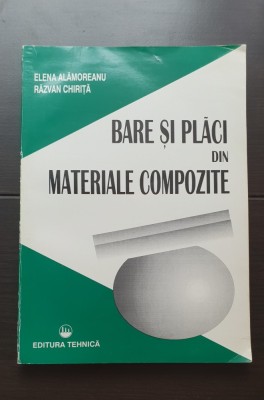 ELENA ALĂMOREANU
RĂZVAN CHIRIȚĂ
BARE ȘI PLĂCI
DIN
MATERIALE COMPOZITE
EDITURA TEHNICĂ